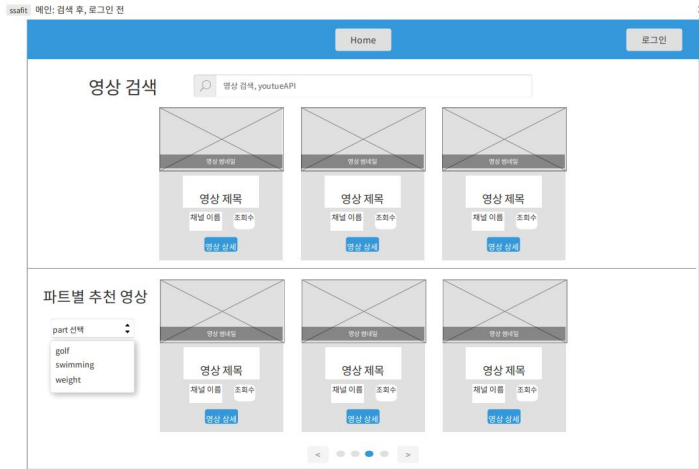 ssafit 메인: 검색 후, 로그인 전
Home
로그인
영상 검색
영상 검색, youtueAPI
영상 썸네일
영상 썸네일
영상 썸네일
영상 제목
영상 제목
영상 제목
채널 이름 조회수
채널 이름 조회수
채널 이름 조회수
영상 상세
영상 상세
영상 상세
파트별 추천 영상
part 선택
golf
swimming
weight
영상 썸네일
영상 썸네일
영상 썸네일
영상 제목
영상 제목
영상 제목
채널 이름 조회수
채널 이름 조회수
채널 이름 조회수
영상 상세
영상 상세
영상 상세
< >